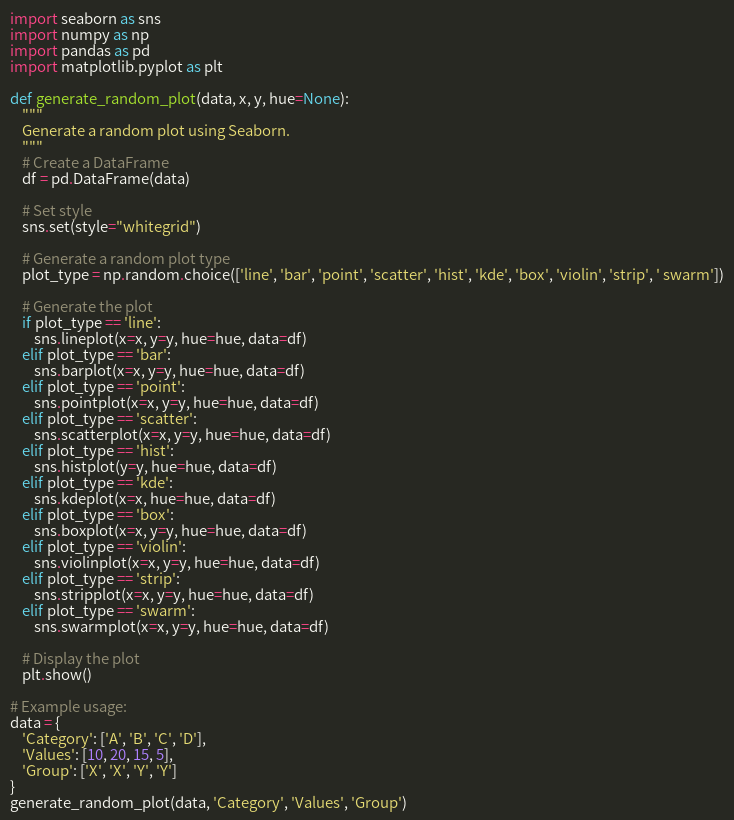 import seaborn as sns
import numpy as np
import pandas as pd
import matplotlib.pyplot as plt

def generate_random_plot(data, x, y, hue=None):
    """
    Generate a random plot using Seaborn.
    """
    # Create a DataFrame
    df = pd.DataFrame(data)

    # Set style
    sns.set(style="whitegrid")

    # Generate a random plot type
    plot_type = np.random.choice(['line', 'bar', 'point', 'scatter', 'hist', 'kde', 'box', 'violin', 'strip', ' swarm'])

    # Generate the plot
    if plot_type == 'line':
        sns.lineplot(x=x, y=y, hue=hue, data=df)
    elif plot_type == 'bar':
        sns.barplot(x=x, y=y, hue=hue, data=df)
    elif plot_type == 'point':
        sns.pointplot(x=x, y=y, hue=hue, data=df)
    elif plot_type == 'scatter':
        sns.scatterplot(x=x, y=y, hue=hue, data=df)
    elif plot_type == 'hist':
        sns.histplot(y=y, hue=hue, data=df)
    elif plot_type == 'kde':
        sns.kdeplot(x=x, hue=hue, data=df)
    elif plot_type == 'box':
        sns.boxplot(x=x, y=y, hue=hue, data=df)
    elif plot_type == 'violin':
        sns.violinplot(x=x, y=y, hue=hue, data=df)
    elif plot_type == 'strip':
        sns.stripplot(x=x, y=y, hue=hue, data=df)
    elif plot_type == 'swarm':
        sns.swarmplot(x=x, y=y, hue=hue, data=df)

    # Display the plot
    plt.show()

# Example usage:
data = {
    'Category': ['A', 'B', 'C', 'D'],
    'Values': [10, 20, 15, 5],
    'Group': ['X', 'X', 'Y', 'Y']
}
generate_random_plot(data, 'Category', 'Values', 'Group')